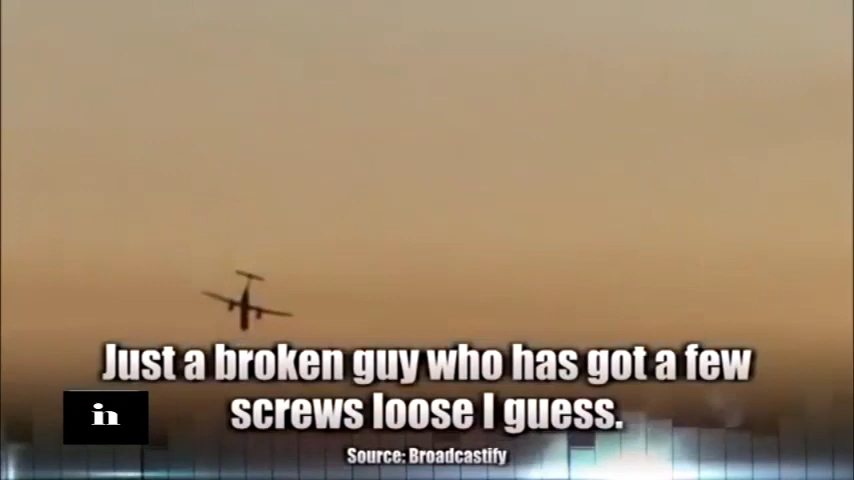 Just a broken guy who has got a few
screws loose I guess.
in
Source: Broadcastify